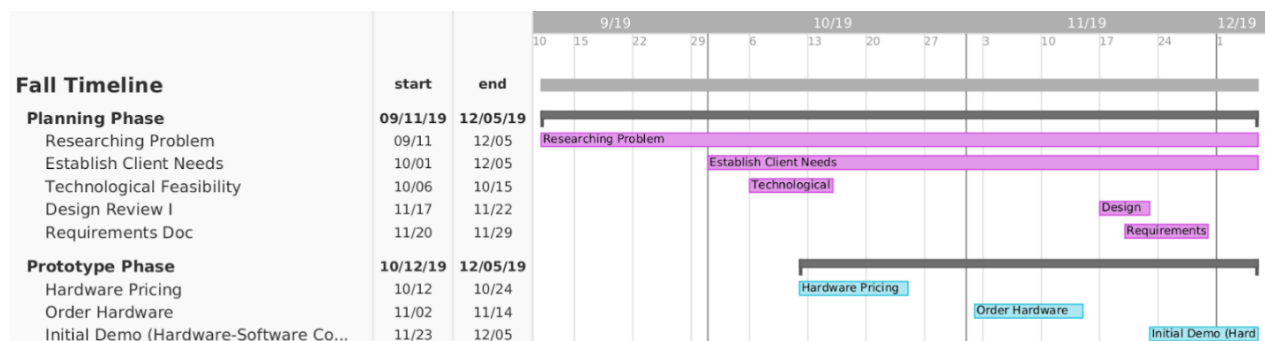 9/19 10/19 11/19 12/19
10 15 22 29 6 13 20 27 3 10 17 24 1
Fall Timeline start end
Planning Phase 09/11/19 12/05/19
Researching Problem 09/11 12/05 Researching Problem
Establish Client Needs 10/01 12/05 Establish Client Needs
Technological Feasibility 10/06 10/15 Technological
Design Review I 11/17 11/22 Design
Requirements Doc 11/20 11/29 Requirements
Prototype Phase 10/12/19 12/05/19
Hardware Pricing 10/12 10/24 Hardware Pricing
Order Hardware 11/02 11/14 Order Hardware
Initial Demo (Hardware-Software Co... 11/23 12/05 Initial Demo (Hard